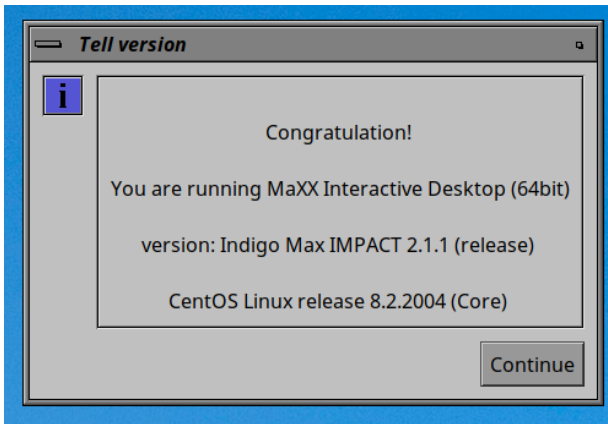 Tell version
i
Congratulation!
You are running MaXX Interactive Desktop (64bit)
version: Indigo Max IMPACT 2.1.1 (release)
CentOS Linux release 8.2.2004 (Core)
Continue